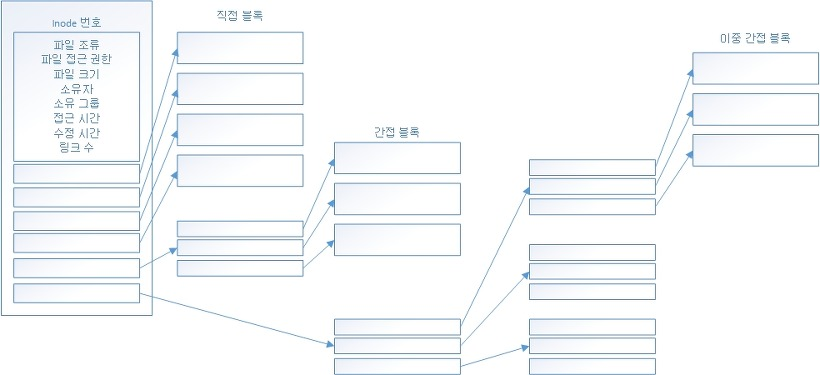 Inode 번호
파일 조류
파일 접근 권한
파일 크기
소유자
소유 그룹
접근 시간
수정 시간
링크 수
직접 블록
간접 블록
이중 간접 블록